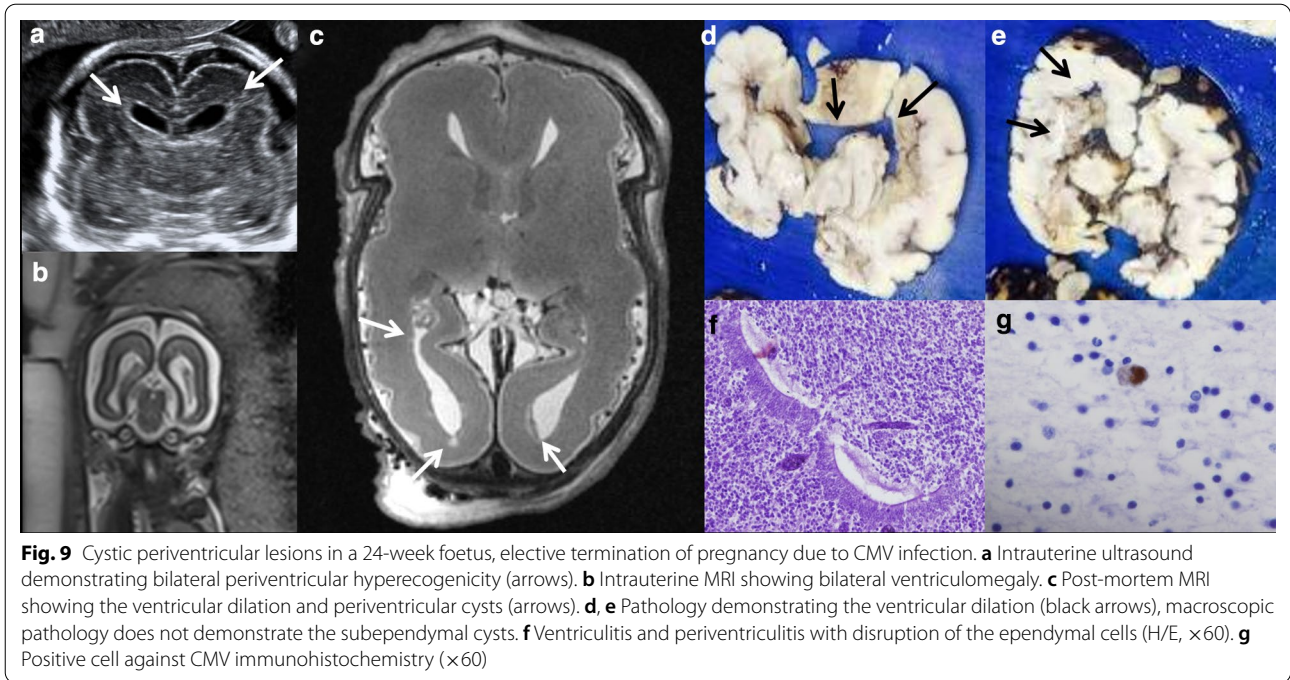 a
c
d
e
b
f
g
Fig. 9 Cystic periventricular lesions in a 24-week foetus, elective termination of pregnancy due to CMV infection. a Intrauterine ultrasound
demonstrating bilateral periventricular hyperecogenicity (arrows). b Intrauterine MRI showing bilateral ventriculomegaly. c Post-mortem MRI
showing the ventricular dilation and periventricular cysts (arrows). d, e Pathology demonstrating the ventricular dilation (black arrows), macroscopic
pathology does not demonstrate the subependymal cysts. f Ventriculitis and periventriculitis with disruption of the ependymal cells (H/E, ×60). g
Positive cell against CMV immunohistochemistry (×60)